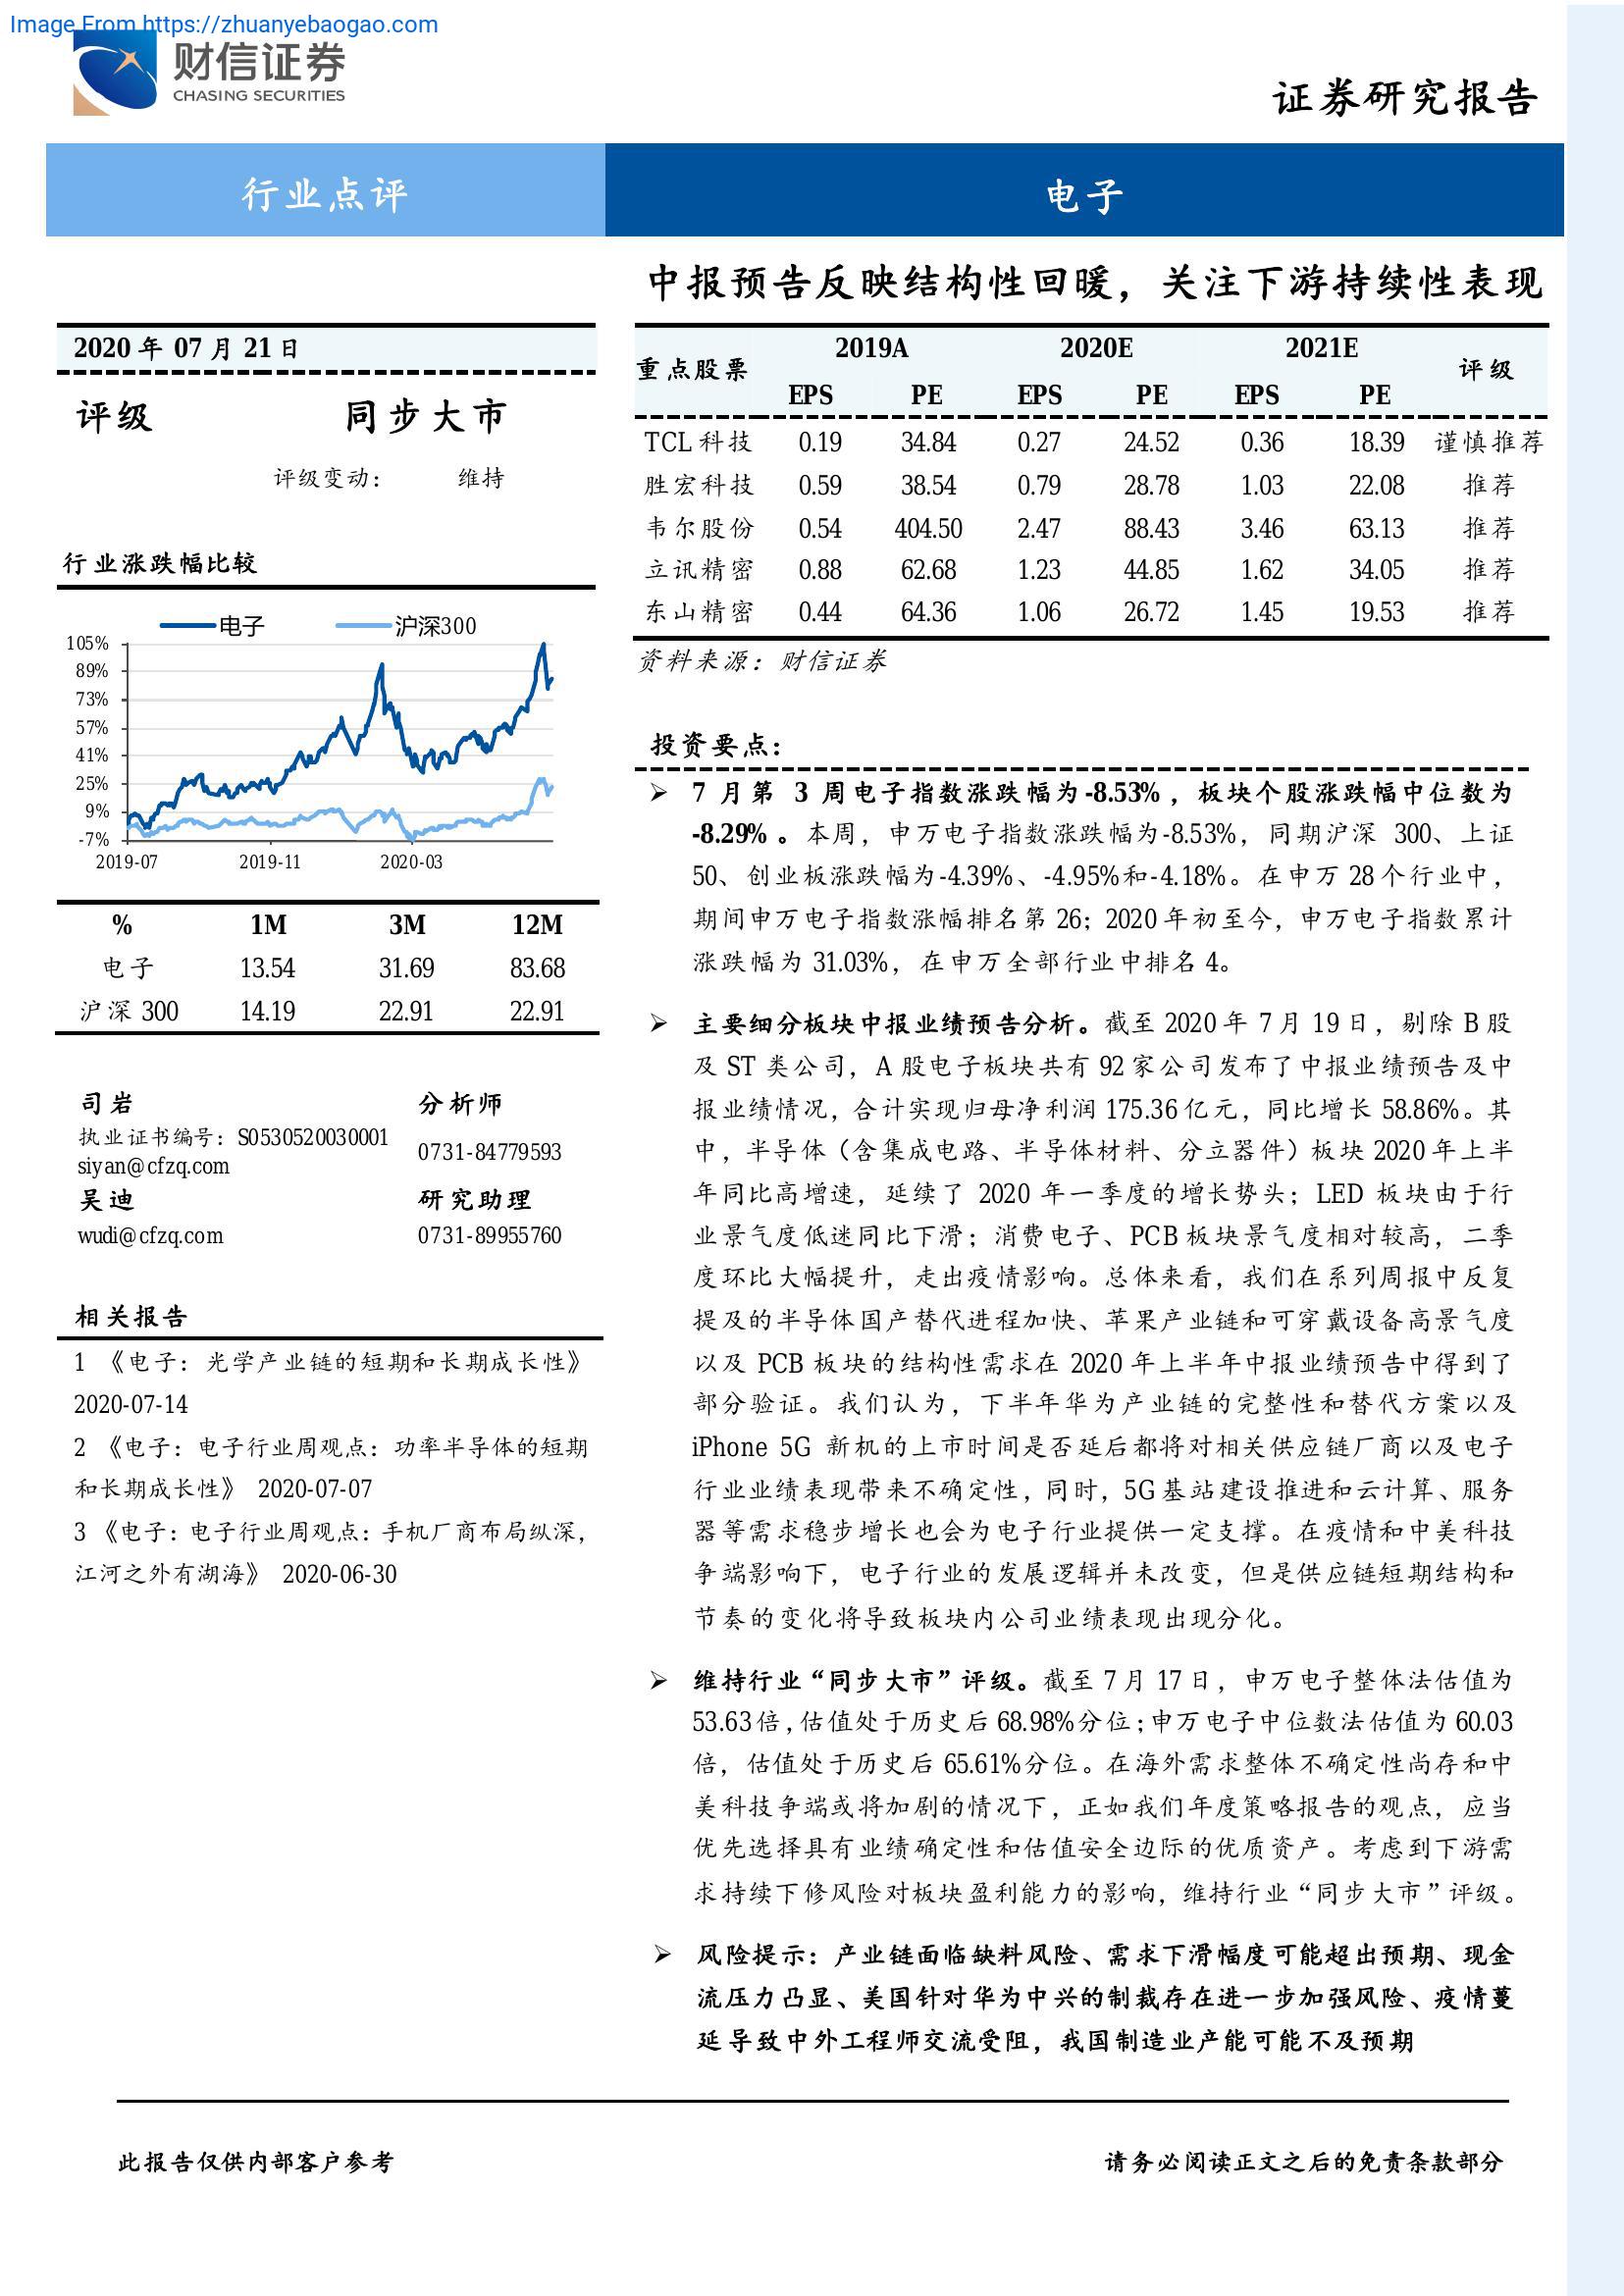 Image From https://zhuanyebaogao.com
财信证券
CHASING SECURITIES
证券研究报告
行业点评
电子
中报预告反映结构性回暖，关注下游持续性表现
2020 年 07 月 21 日
评级 同步大市
评级变动： 维持
行业涨跌幅比较
电子 沪深300
105%
89%
73%
57%
41%
25%
9%
-7%
2019-07 2019-11 2020-03
% 1M 3M 12M
电子 13.54 31.69 83.68
沪深 300 14.19 22.91 22.91
司岩 分析师
执业证书编号：S0530520030001 0731-84779593
siyan@cfzq.com
吴迪 研究助理
wudi@cfzq.com 0731-89955760
相关报告
1 《电子：光学产业链的短期和长期成长性》
2020-07-14
2 《电子：电子行业周观点：功率半导体的短期
和长期成长性》 2020-07-07
3 《电子：电子行业周观点：手机厂商布局纵深，
江河之外有湖海》 2020-06-30
重点股票 2019A 2020E 2021E 评级
EPS PE EPS PE EPS PE
TCL 科技 0.19 34.84 0.27 24.52 0.36 18.39 谨慎推荐
胜宏科技 0.59 38.54 0.79 28.78 1.03 22.08 推荐
韦尔股份 0.54 404.50 2.47 88.43 3.46 63.13 推荐
立讯精密 0.88 62.68 1.23 44.85 1.62 34.05 推荐
东山精密 0.44 64.36 1.06 26.72 1.45 19.53 推荐
资料来源：财信证券
投资要点：
➢ 7 月第 3 周电子指数涨跌幅为-8.53%，板块个股涨跌幅中位数为
-8.29%。本周，申万电子指数涨跌幅为-8.53%，同期沪深 300、上证
50、创业板涨跌幅为-4.39%、-4.95%和-4.18%。在申万 28 个行业中，
期间申万电子指数涨幅排名第 26；2020 年初至今，申万电子指数累计
涨跌幅为 31.03%，在申万全部行业中排名 4。
➢ 主要细分板块中报业绩预告分析。截至 2020 年 7 月 19 日，剔除 B 股
及 ST 类公司，A 股电子板块共有 92 家公司发布了中报业绩预告及中
报业绩情况，合计实现归母净利润 175.36 亿元，同比增长 58.86%。其
中，半导体（含集成电路、半导体材料、分立器件）板块 2020 年上半
年同比高增速，延续了 2020 年一季度的增长势头；LED 板块由于行
业景气度低迷同比下滑；消费电子、PCB 板块景气度相对较高，二季
度环比大幅提升，走出疫情影响。总体来看，我们在系列周报中反复
提及的半导体国产替代进程加快、苹果产业链和可穿戴设备高景气度
以及 PCB 板块的结构性需求在 2020 年上半年中报业绩预告中得到了
部分验证。我们认为，下半年华为产业链的完整性和替代方案以及
iPhone 5G 新机的上市时间是否延后都将对相关供应链厂商以及电子
行业业绩表现带来不确定性，同时，5G 基站建设推进和云计算、服务
器等需求稳步增长也会为电子行业提供一定支撑。在疫情和中美科技
争端影响下，电子行业的发展逻辑并未改变，但是供应链短期结构和
节奏的变化将导致板块内公司业绩表现出现分化。
➢ 维持行业“同步大市”评级。截至 7 月 17 日，申万电子整体法估值为
53.63 倍，估值处于历史后 68.98%分位；申万电子中位数法估值为 60.03
倍，估值处于历史后 65.61%分位。在海外需求整体不确定性尚存和中
美科技争端或将加剧的情况下，正如我们年度策略报告的观点，应当
优先选择具有业绩确定性和估值安全边际的优质资产。考虑到下游需
求持续下修风险对板块盈利能力的影响，维持行业“同步大市”评级。
➢ 风险提示：产业链面临缺料风险、需求下滑幅度可能超出预期、现金
流压力凸显、美国针对华为中兴的制裁存在进一步加强风险、疫情蔓
延导致中外工程师交流受阻，我国制造业产能可能不及预期
此报告仅供内部客户参考 请务必阅读正文之后的免责条款部分